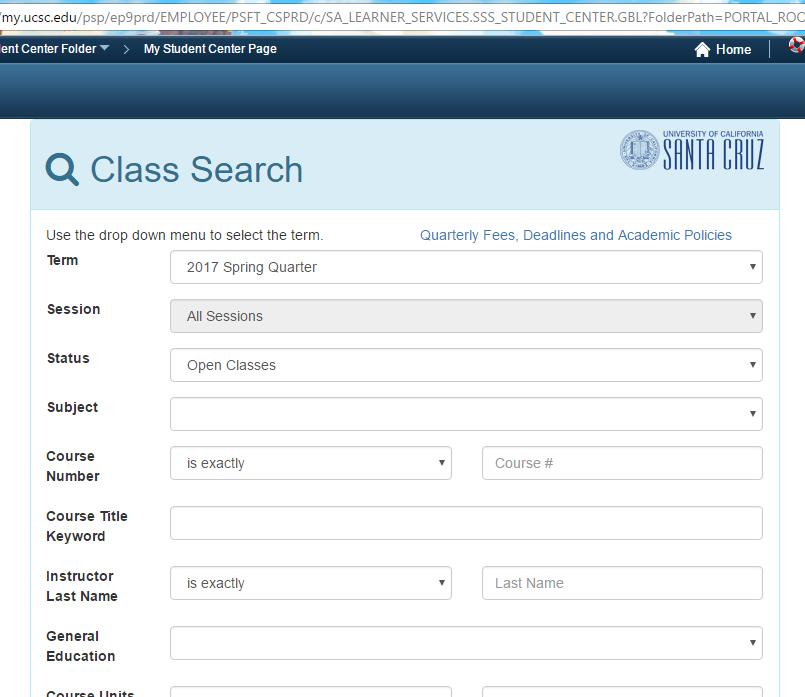 /my.ucsc.edu/psp/ep9prd/EMPLOYEE/PSFT_CSPRD/c/SA_LEARNER_SERVICES.SSS_STUDENT_CENTER.GBL?FolderPath=PORTAL_ROO
ent Center Folder > My Student Center Page Home
Class Search
UNIVERSITY OF CALIFORNIA
SANTA CRUZ
Use the drop down menu to select the term. Quarterly Fees, Deadlines and Academic Policies
Term 2017 Spring Quarter
Session All Sessions
Status Open Classes
Subject
Course Number is exactly Course #
Course Title Keyword
Instructor Last Name is exactly Last Name
General Education
Course Units